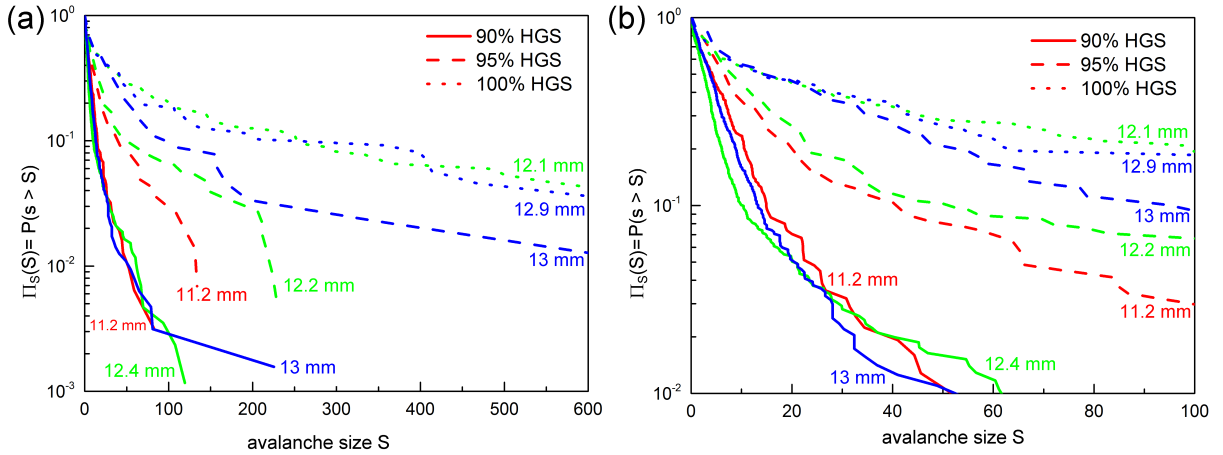 (a)
10⁰
10⁻¹
10⁻²
10⁻³
Π_S(S)= P(s > S)
90% HGS
95% HGS
100% HGS
12.1 mm
12.9 mm
13 mm
12.2 mm
11.2 mm
11.2 mm
12.4 mm
13 mm
0 100 200 300 400 500 600
avalanche size S
(b)
10⁰
10⁻¹
10⁻²
Π_S(S)=P(s > S)
90% HGS
95% HGS
100% HGS
12.1 mm
12.9 mm
13 mm
12.2 mm
11.2 mm
11.2 mm
12.4 mm
13 mm
0 20 40 60 80 100
avalanche size S